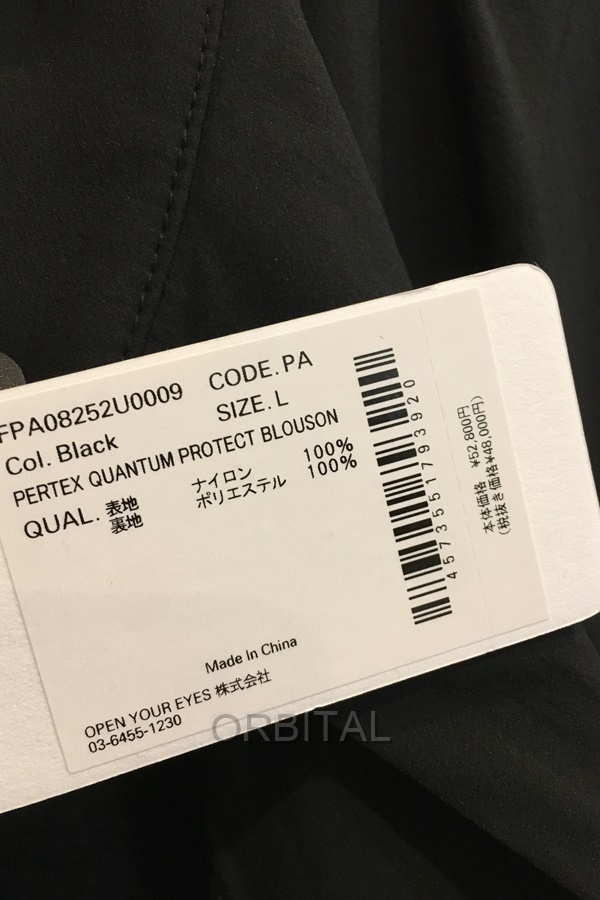 FPA08252U0009 CODE.PA
Col. Black SIZE. L
PERTEX QUANTUM PROTECT BLOUSON
QUAL. 表地 ナイロン 100%
裏地 ポリエステル 100%
4573551793920
本体価格 ¥52,800円
(税抜き価格¥48,000円)
Made In China
OPEN YOUR EYES 株式会社
03-6455-1230
ORBITAL